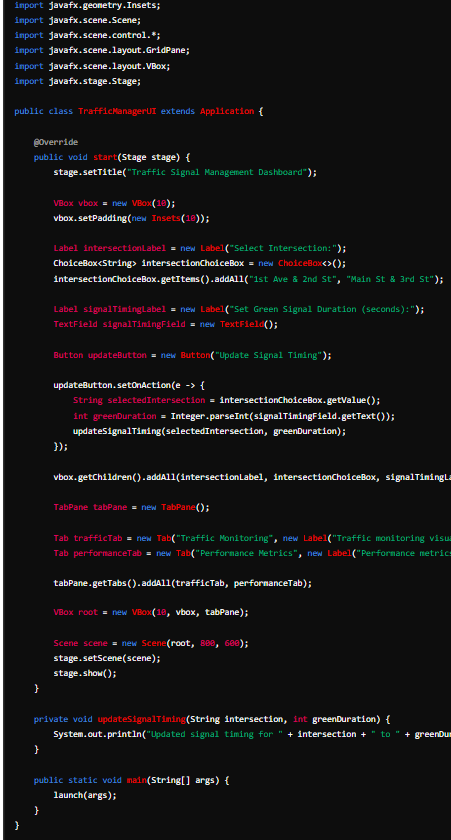 import javafx.geometry.Insets;
import javafx.scene.Scene;
import javafx.scene.control.*;
import javafx.scene.layout.GridPane;
import javafx.scene.layout.VBox;
import javafx.stage.Stage;
public class TrafficManagerUI extends Application {
@Override
public void start(Stage stage) {
stage.setTitle("Traffic Signal Management Dashboard");
VBox vbox = new VBox(10);
vbox.setPadding(new Insets(10));
Label intersectionLabel = new Label("Select Intersection:");
ChoiceBox<String> intersectionChoiceBox = new ChoiceBox<>();
intersectionChoiceBox.getItems().addAll("1st Ave & 2nd St", "Main St & 3rd St");
Label signalTimingLabel = new Label("Set Green Signal Duration (seconds):");
TextField signalTimingField = new TextField();
Button updateButton = new Button("Update Signal Timing");
updateButton.setOnAction(e -> {
String selectedIntersection = intersectionChoiceBox.getValue();
int greenDuration = Integer.parseInt(signalTimingField.getText());
updateSignalTiming(selectedIntersection, greenDuration);
});
vbox.getChildren().addAll(intersectionLabel, intersectionChoiceBox, signalTimingLa
TabPane tabPane = new TabPane();
Tab trafficTab = new Tab("Traffic Monitoring", new Label("Traffic monitoring visua
Tab performanceTab = new Tab("Performance Metrics", new Label("Performance metrics
tabPane.getTabs().addAll(trafficTab, performanceTab);
VBox root = new VBox(10, vbox, tabPane);
Scene scene = new Scene(root, 800, 600);
stage.setScene(scene);
stage.show();
}
private void updateSignalTiming(String intersection, int greenDuration) {
System.out.println("Updated signal timing for " + intersection + " to " + greenDur
}
public static void main(String[] args) {
launch(args);
}
}